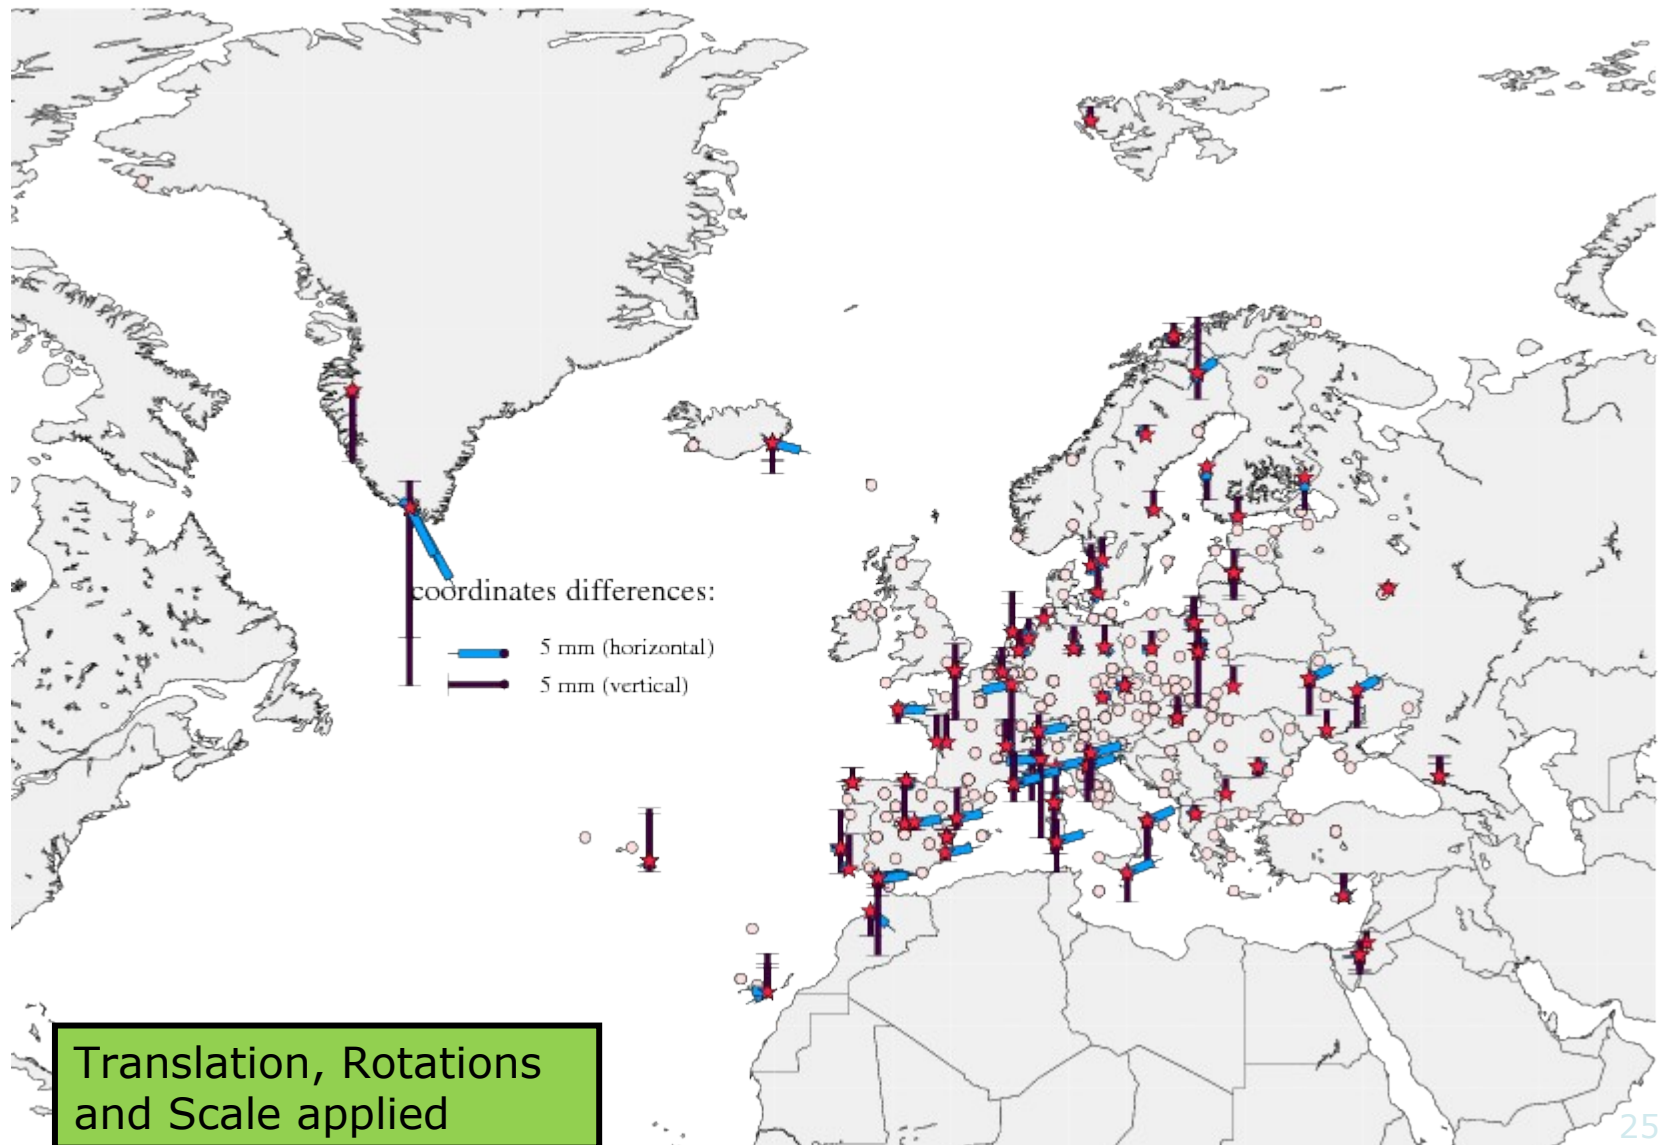 coordinates differences:
5 mm (horizontal)
5 mm (vertical)
Translation, Rotations
and Scale applied
25